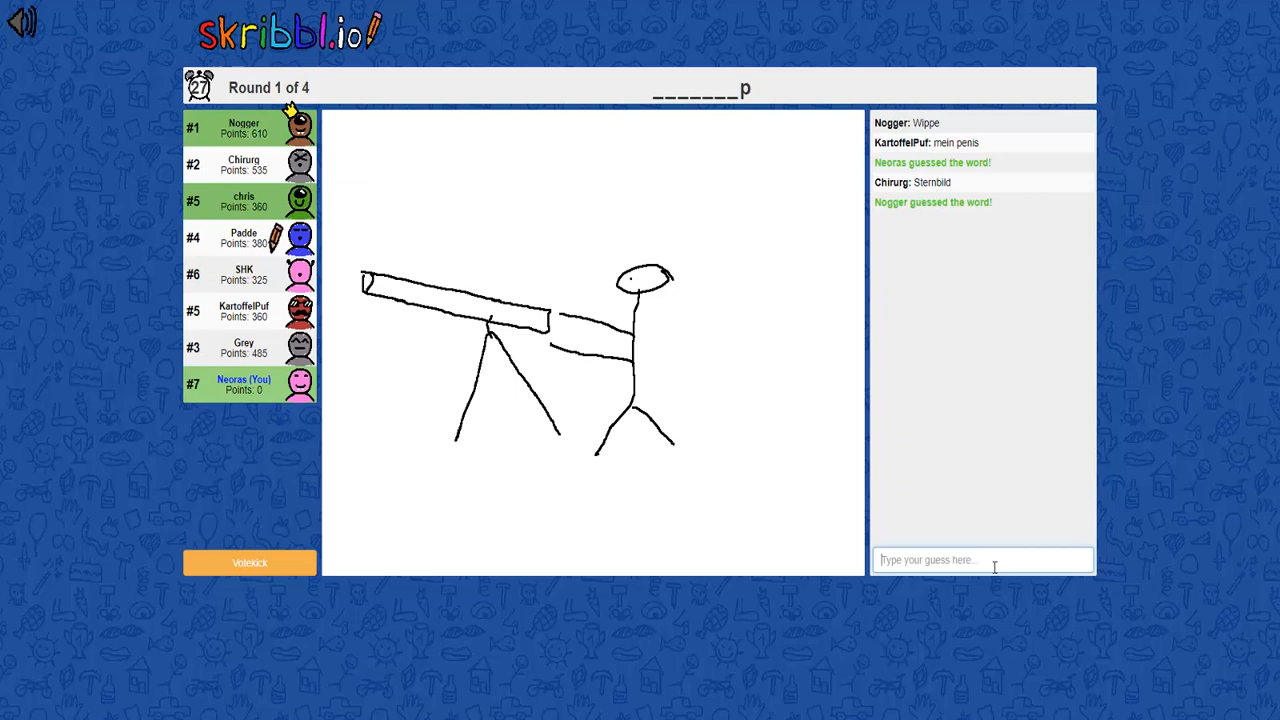 skribbl.io
27
Round 1 of 4
_______p
#1
Nogger
Points: 610
#2
Chirurg
Points: 535
#5
chris
Points: 360
#4
Padde
Points: 380
#6
SHK
Points: 325
#5
KartoffelPuf
Points: 360
#3
Grey
Points: 485
#7
Neoras (You)
Points: 0
Votekick
Nogger: Wippe
KartoffelPuf: mein penis
Neoras guessed the word!
Chirurg: Sternbild
Nogger guessed the word!
Type your guess here...